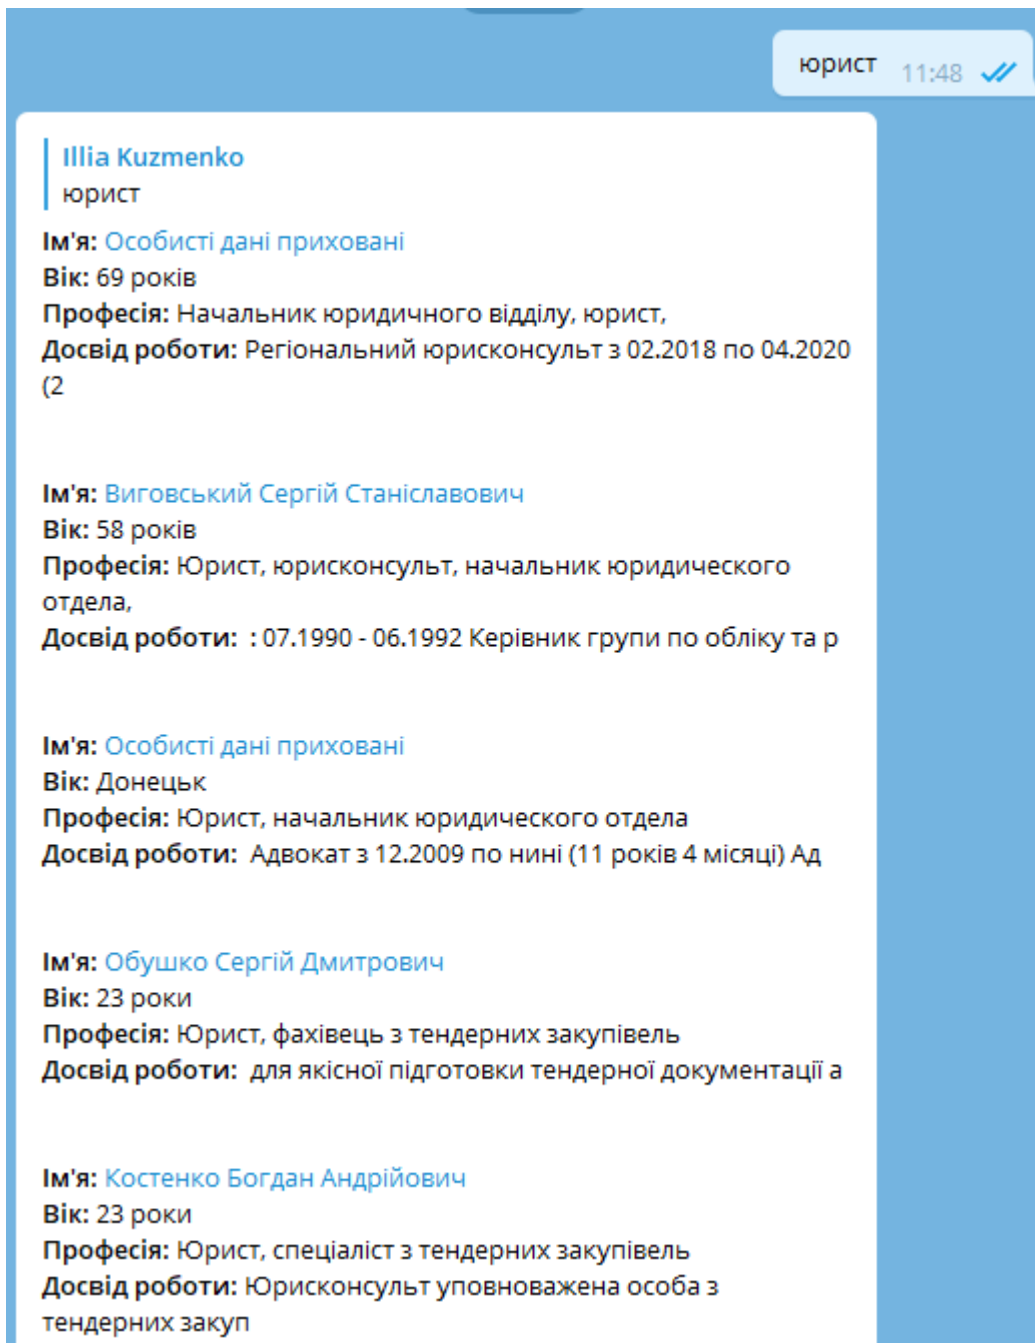 юрист 11:48
Illia Kuzmenko
юрист
Ім'я: Особисті дані приховані
Вік: 69 років
Професія: Начальник юридичного відділу, юрист,
Досвід роботи: Регіональний юрисконсульт з 02.2018 по 04.2020
(2
Ім'я: Виговський Сергій Станіславович
Вік: 58 років
Професія: Юрист, юрисконсульт, начальник юридического
отдела,
Досвід роботи:  : 07.1990 - 06.1992 Керівник групи по обліку та р
Ім'я: Особисті дані приховані
Вік: Донецьк
Професія: Юрист, начальник юридического отдела
Досвід роботи:  Адвокат з 12.2009 по нині (11 років 4 місяці) Ад
Ім'я: Обушко Сергій Дмитрович
Вік: 23 роки
Професія: Юрист, фахівець з тендерних закупівель
Досвід роботи:  для якісної підготовки тендерної документації а
Ім'я: Костенко Богдан Андрійович
Вік: 23 роки
Професія: Юрист, спеціаліст з тендерних закупівель
Досвід роботи: Юрисконсульт уповноважена особа з
тендерних закуп